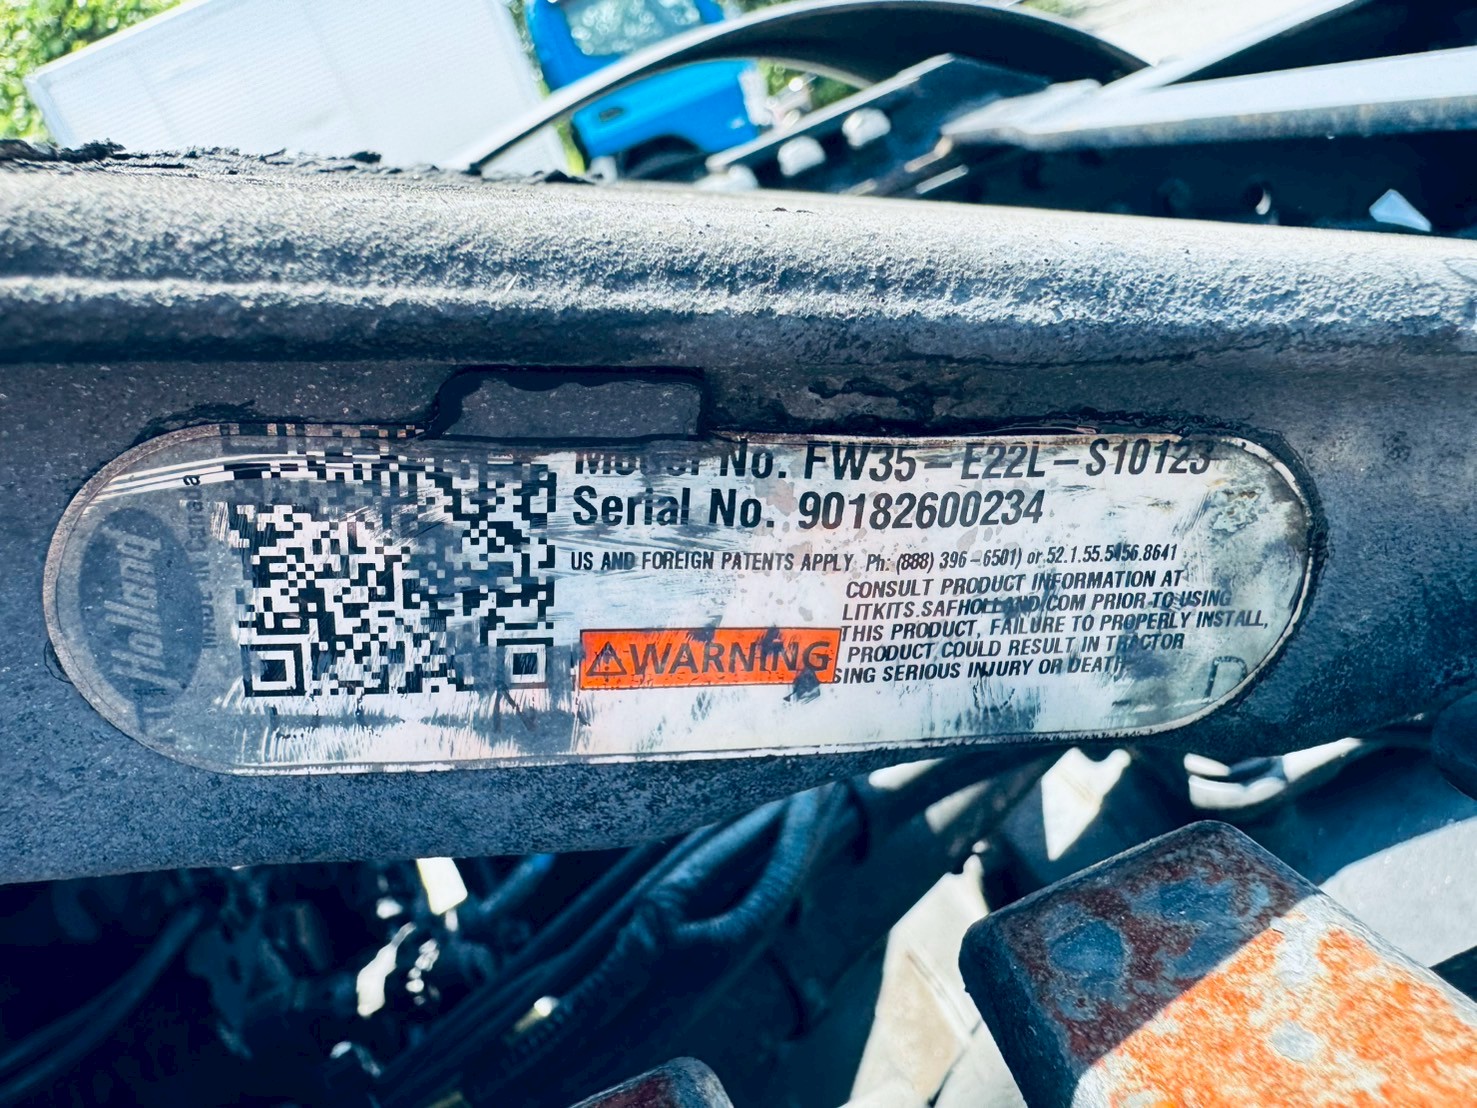 Holland
Model No. FW35-E22L-S10123
Serial No. 90182600234
US AND FOREIGN PATENTS APPLY Ph: (888) 396-6501) or 52.1.55.5456.8641
CONSULT PRODUCT INFORMATION AT
LITKITS.SAFHOLLAND.COM PRIOR TO USING
THIS PRODUCT, FAILURE TO PROPERLY INSTALL,
PRODUCT COULD RESULT IN TRACTOR
SING SERIOUS INJURY OR DEATH
WARNING